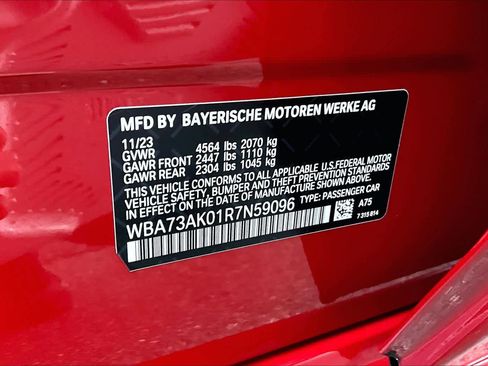 MFD BY BAYERISCHE MOTOREN WERKE AG
11/23
GVWR 4564 lbs 2070 kg
GAWR FRONT 2447 lbs 1110 kg
GAWR REAR 2304 lbs 1045 kg
THIS VEHICLE CONFORMS TO ALL APPLICABLE U.S.FEDERAL MOTOR
VEHICLE SAFETY, BUMPER AND THEFT PREVENTION STANDARDS
IN EFFECT ON THE DATE OF MANUFACTURE SHOWN ABOVE.
WBA73AK01R7N59096 TYPE: PASSENGER CAR
A75
7 315 814